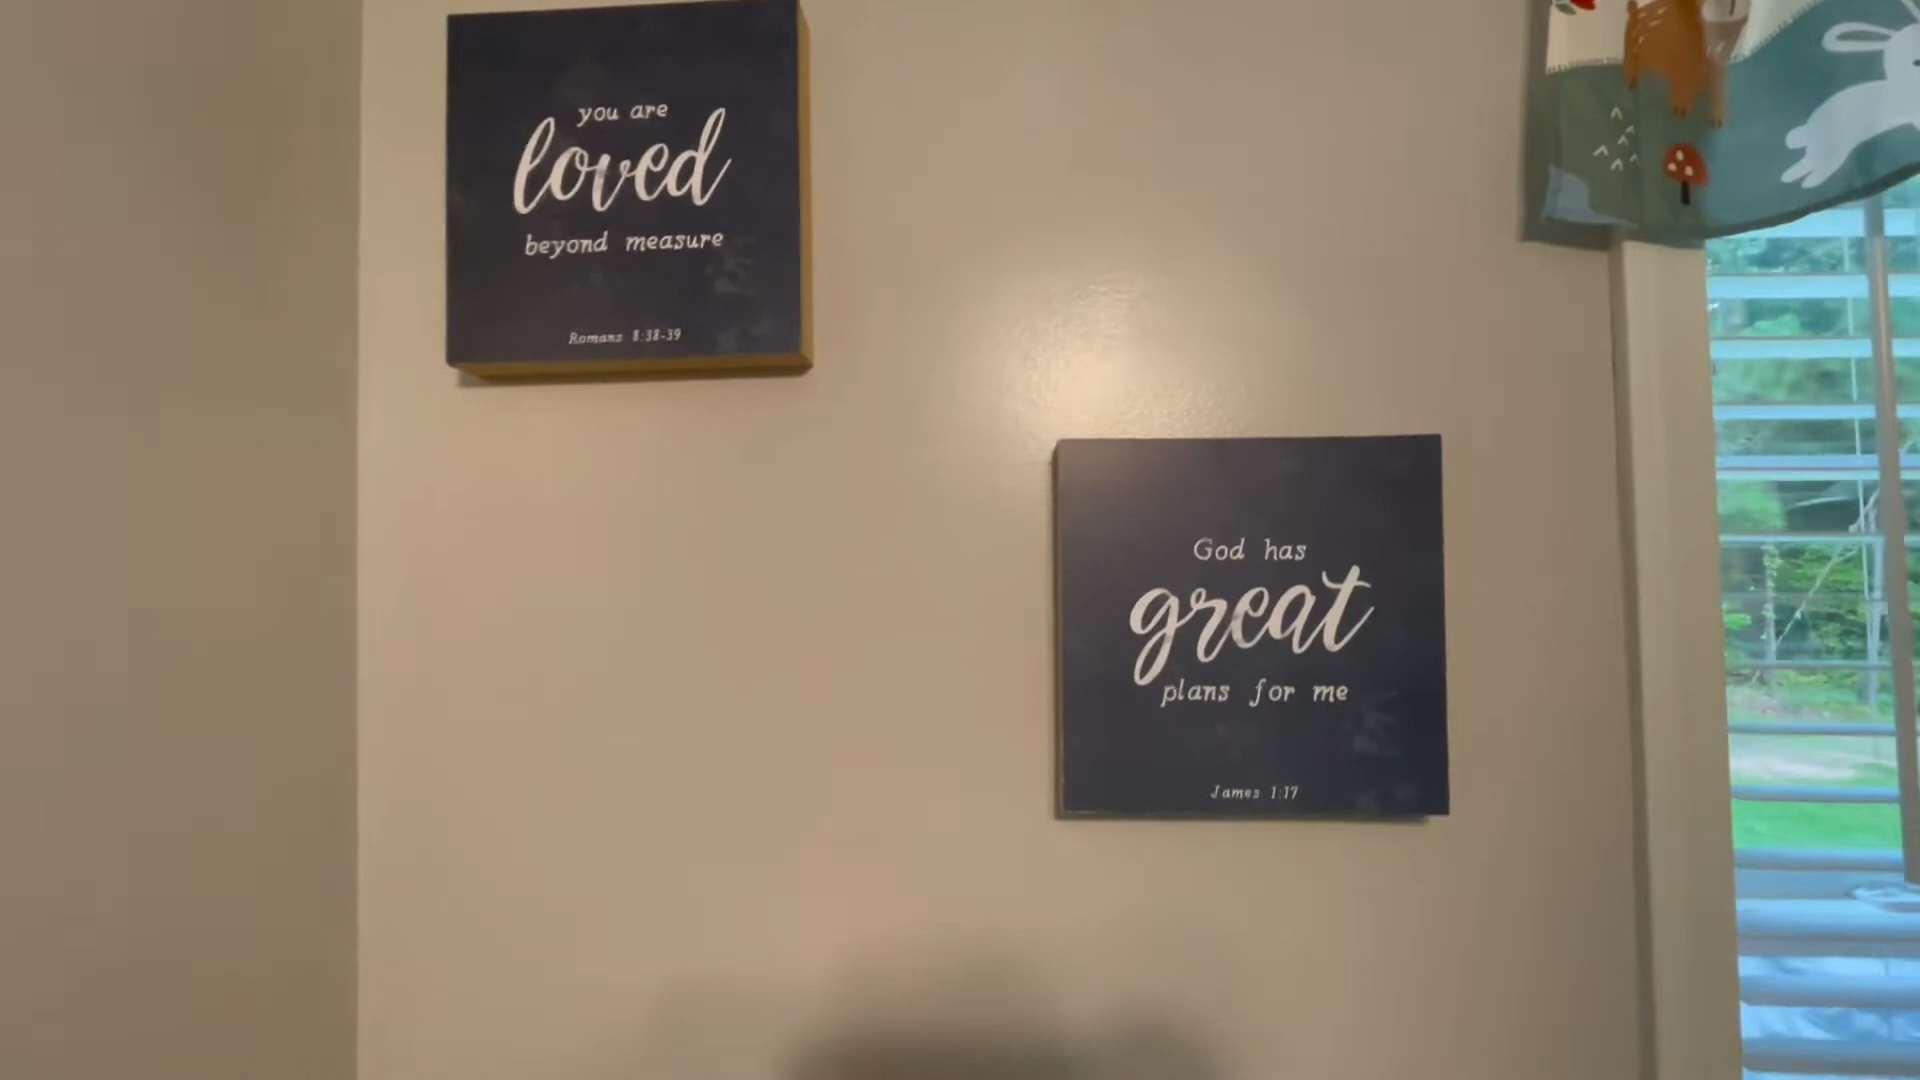 you are
loved
beyond measure
Romans 8:38-39
God has
great
plans for me
James 1:17